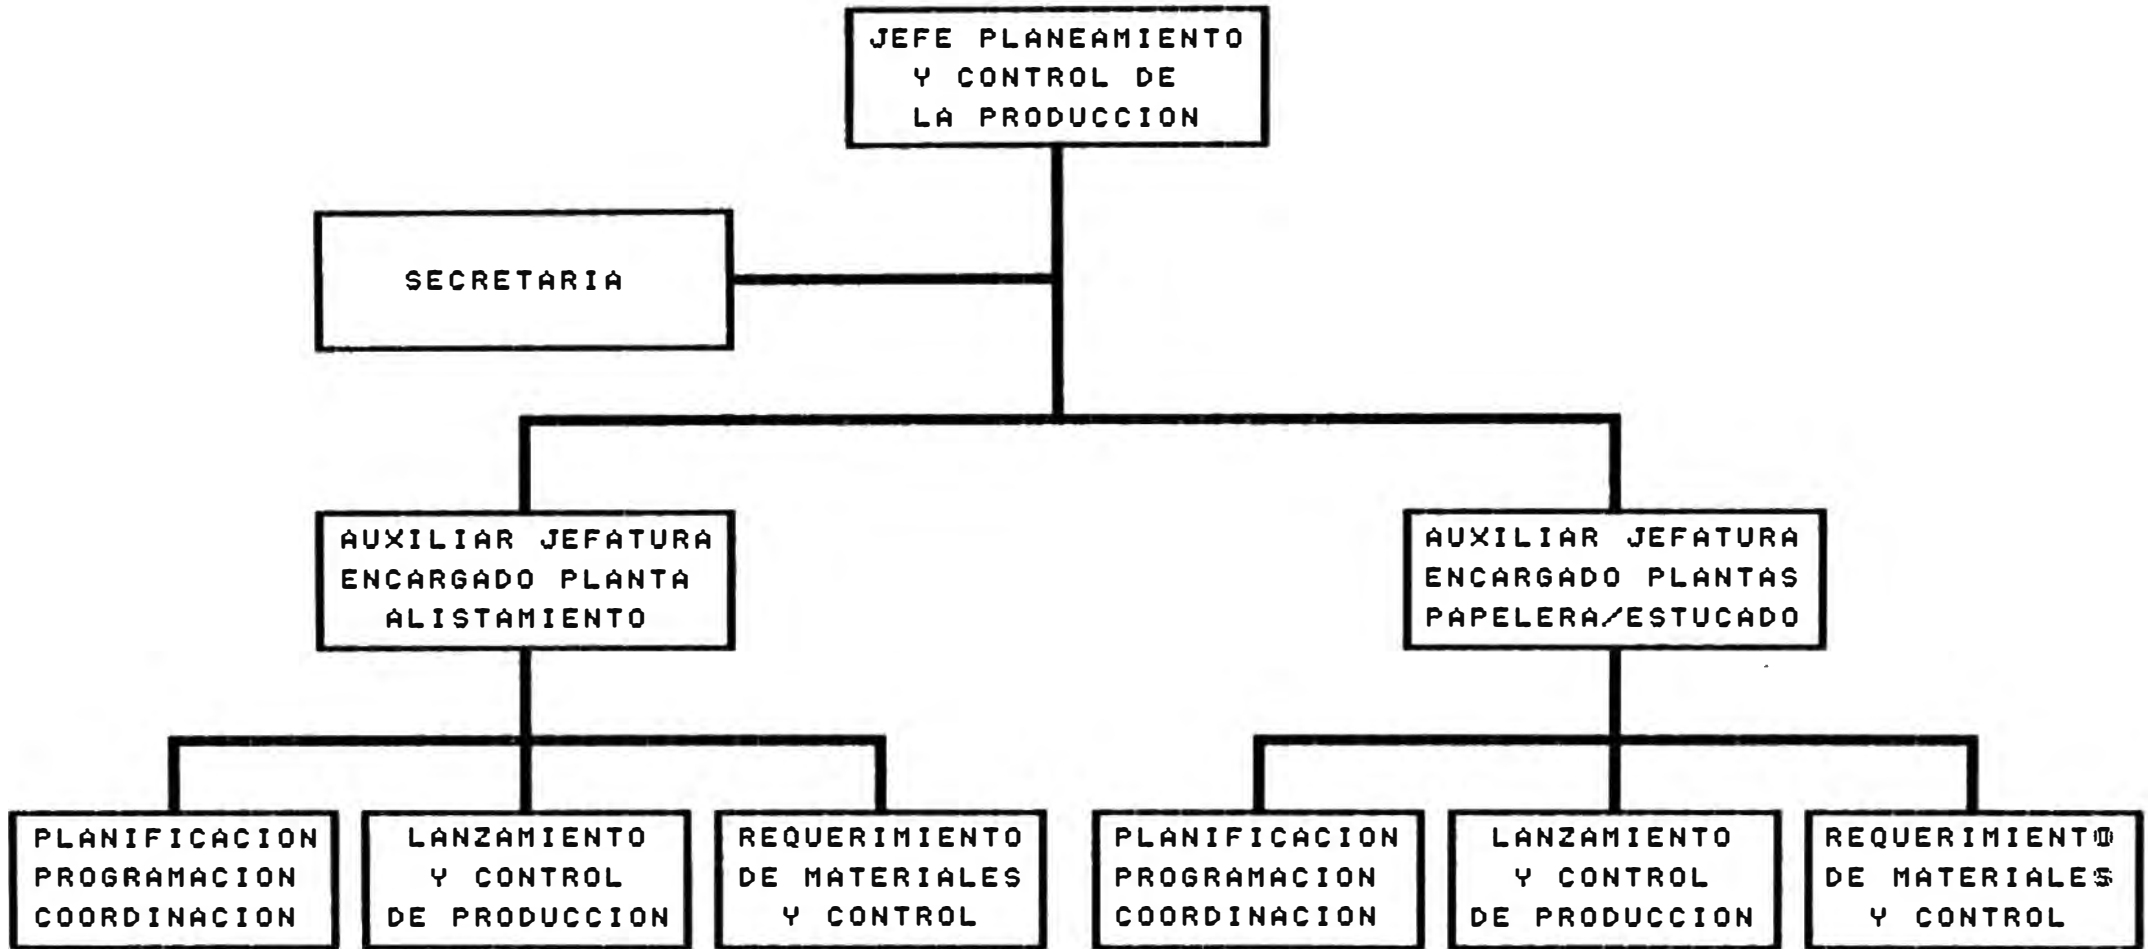 JEFE PLANEAMIENTO
Y CONTROL DE
LA PRODUCCION
SECRETARIA
AUXILIAR JEFATURA
ENCARGADO PLANTA
ALISTAMIENTO
AUXILIAR JEFATURA
ENCARGADO PLANTAS
PAPELERA/ESTUCADO
PLANIFICACION
PROGRAMACION
COORDINACION
LANZAMIENTO
Y CONTROL
DE PRODUCCION
REQUERIMIENTO
DE MATERIALES
Y CONTROL
PLANIFICACION
PROGRAMACION
COORDINACION
LANZAMIENTO
Y CONTROL
DE PRODUCCION
REQUERIMIENTO
DE MATERIALES
Y CONTROL